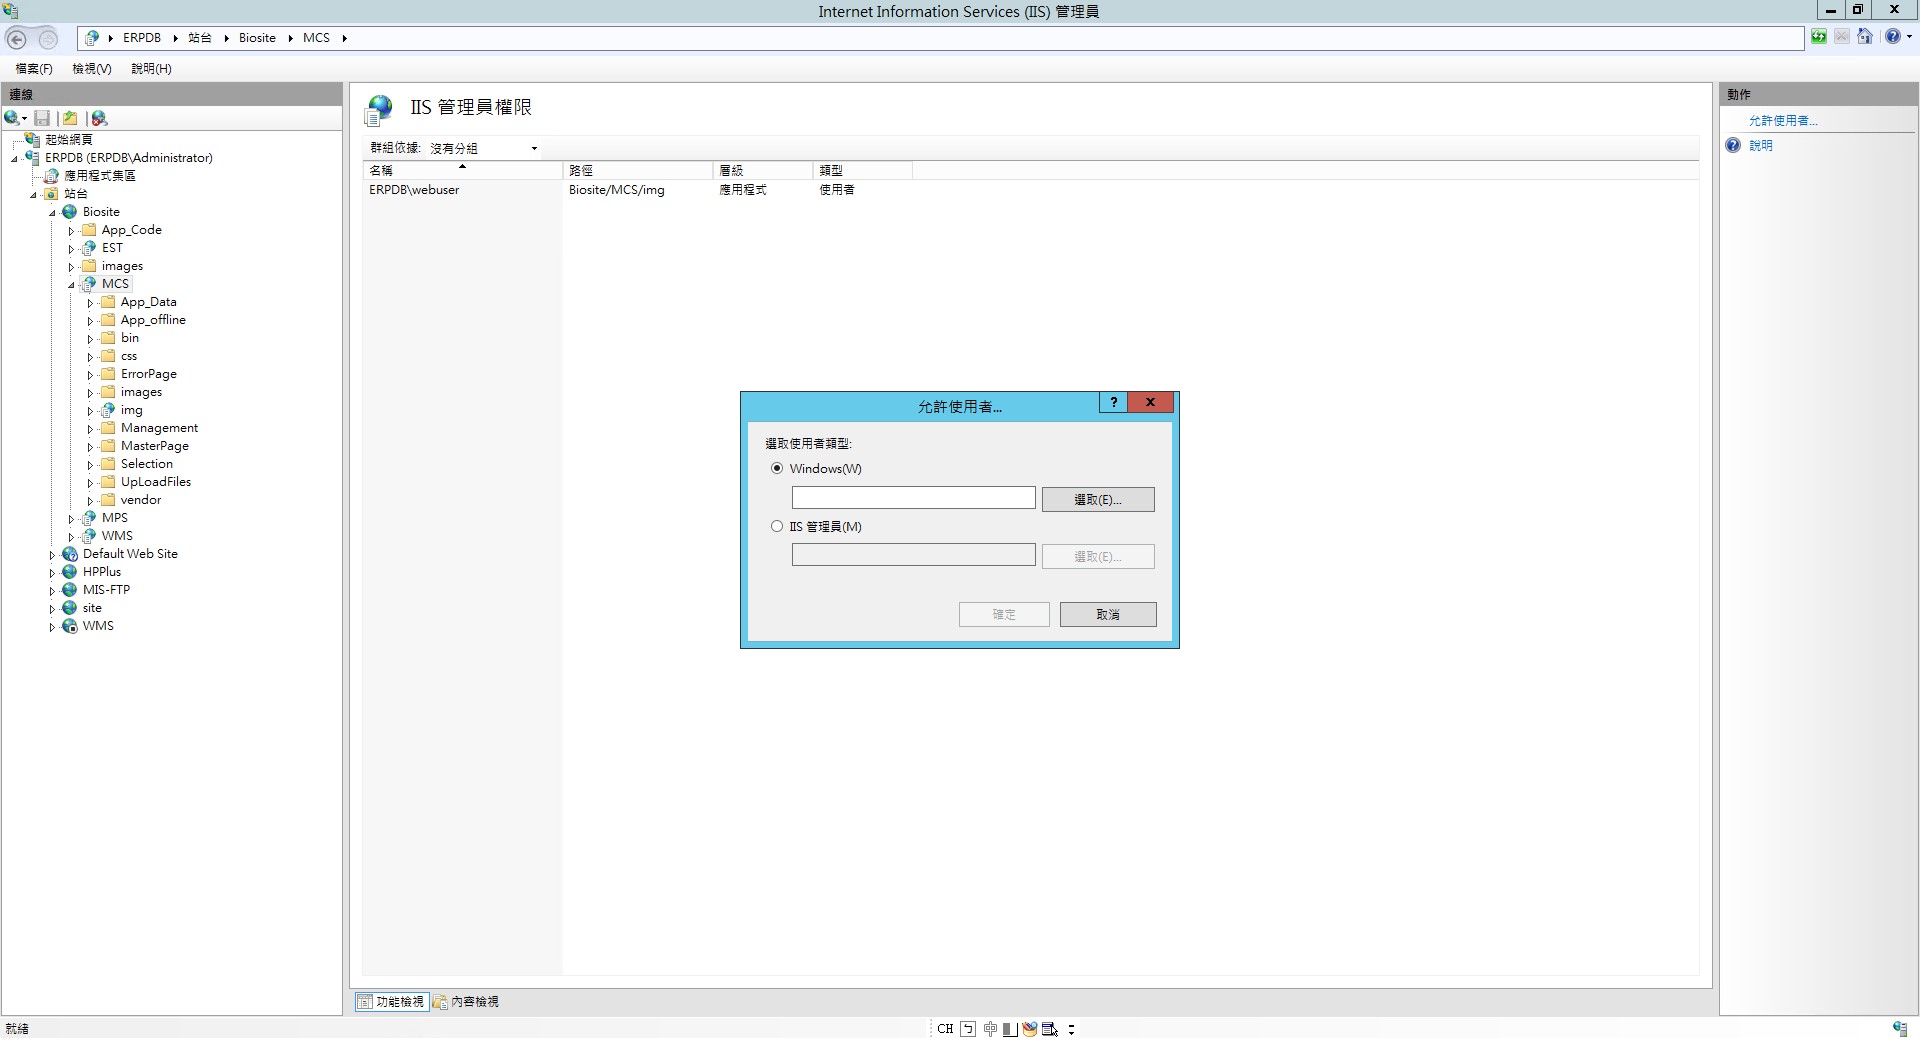 Internet Information Services (IIS) 管理員
ERPDB 站台 Biosite MCS
檔案(F) 檢視(V) 說明(H)
連線
起始網頁
ERPDB (ERPDB\Administrator)
應用程式集區
站台
Biosite
App_Code
EST
images
MCS
App_Data
App_offline
bin
css
ErrorPage
images
img
Management
MasterPage
Selection
UpLoadFiles
vendor
MPS
WMS
Default Web Site
HPPlus
MIS-FTP
site
WMS
IIS 管理員權限
群組依據: 沒有分組
名稱 路徑 層級 類型
ERPDB\webuser Biosite/MCS/img 應用程式 使用者
允許使用者...
?
x
選取使用者類型:
Windows(W)
選取(E)...
IIS 管理員(M)
選取(E)...
確定 取消
功能檢視 內容檢視
動作
允許使用者...
說明
就緒
CH ㄅ 中